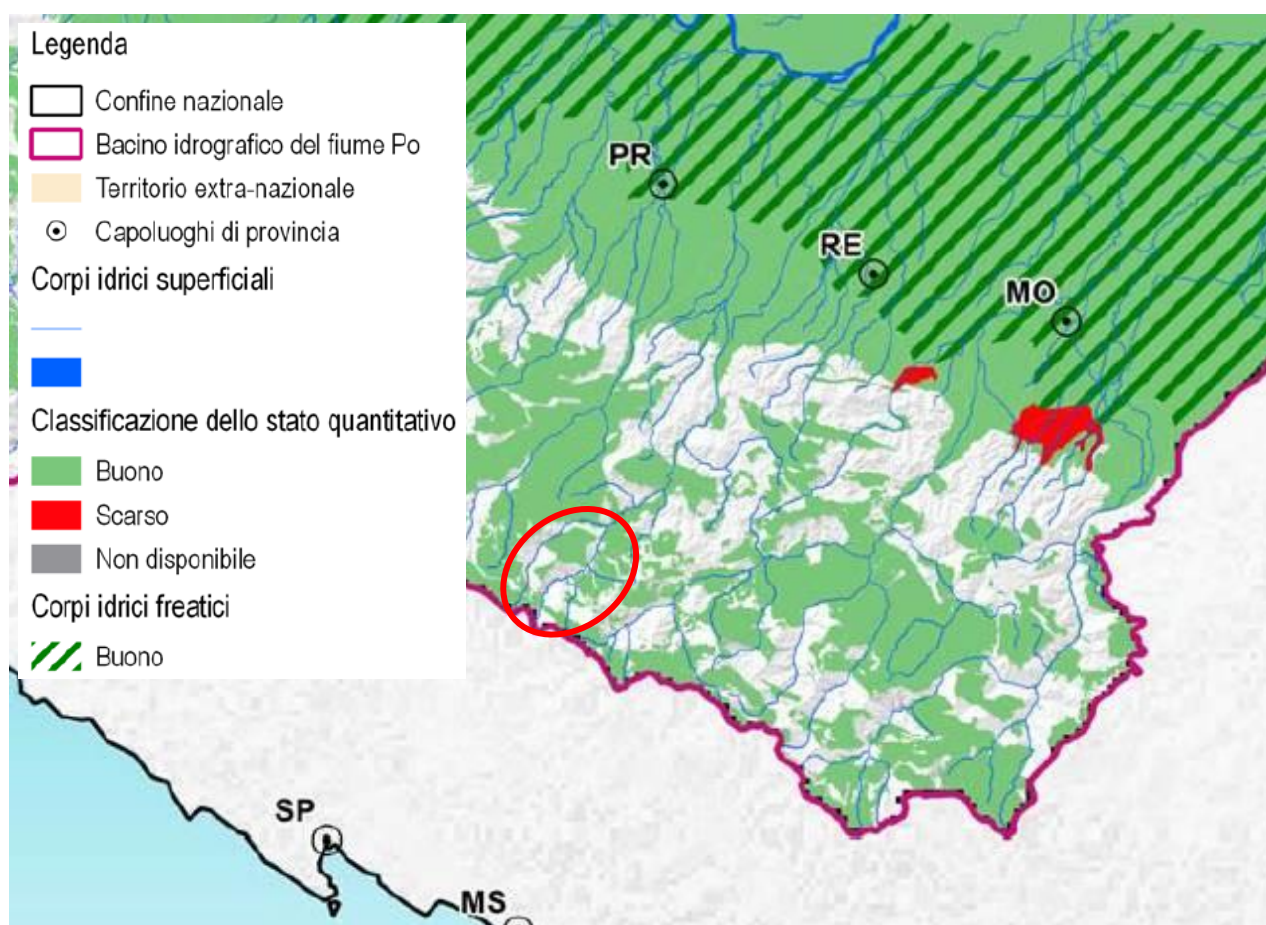 Legenda
Confine nazionale
Bacino idrografico del fiume Po
Territorio extra-nazionale
Capoluoghi di provincia
Corpi idrici superficiali
Classificazione dello stato quantitativo
Buono
Scarso
Non disponibile
Corpi idrici freatici
Buono
PR
RE
MO
SP
MS